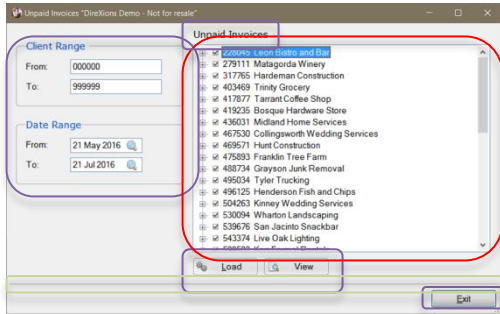 Unpaid Invoices "DireXions Demo - Not for resale"
Client Range
From: 000000
To: 999999
Date Range
From: 21 May 2016
To: 21 Jul 2016
Unpaid Invoices
228045 Leon Bistro and Bar
279111 Matagorda Winery
317765 Hardeman Construction
403469 Trinity Grocery
417877 Tarrant Coffee Shop
419235 Bosque Hardware Store
436031 Midland Home Services
467530 Collingsworth Wedding Services
469571 Hunt Construction
475893 Franklin Tree Farm
488734 Grayson Junk Removal
495034 Tyler Trucking
496125 Henderson Fish and Chips
504263 Kinney Wedding Services
530094 Wharton Landscaping
539676 San Jacinto Snackbar
543374 Live Oak Lighting
Load View
Exit